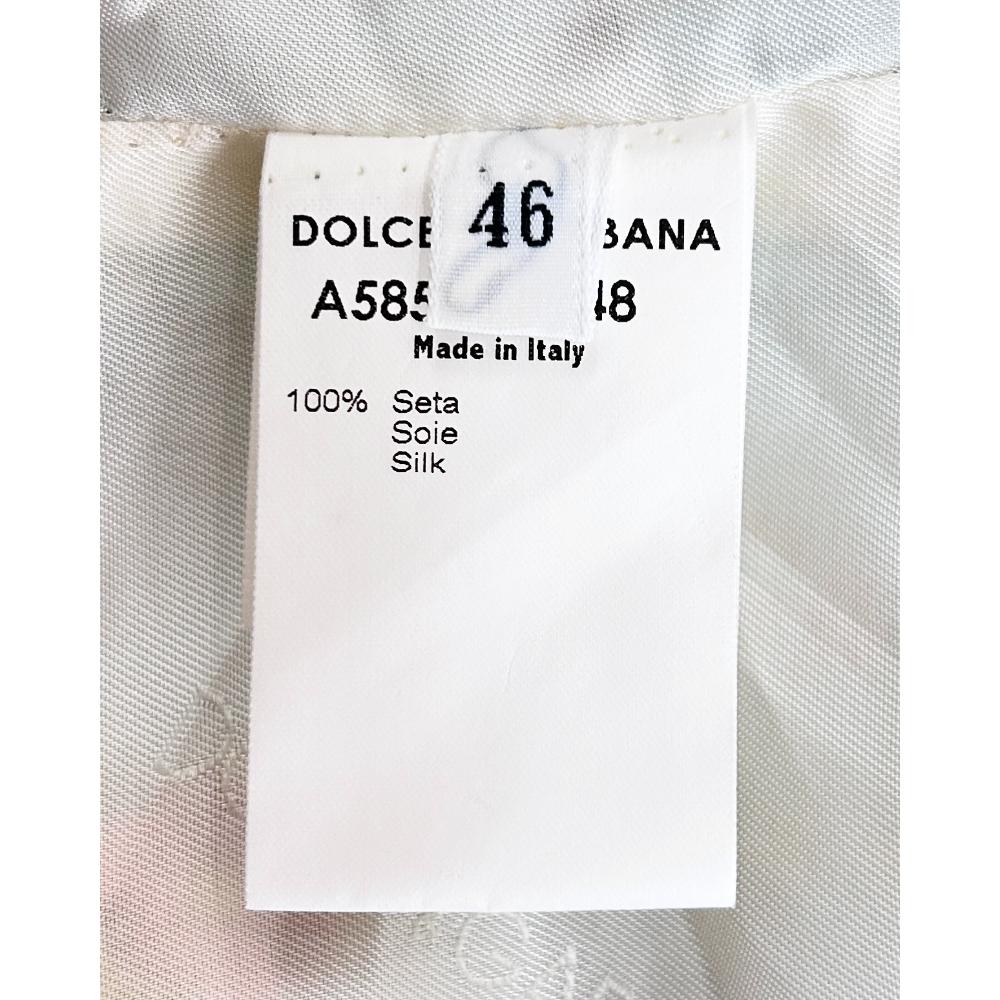 46
DOLCE BANA
A585 48
Made in Italy
100% Seta
Soie
Silk